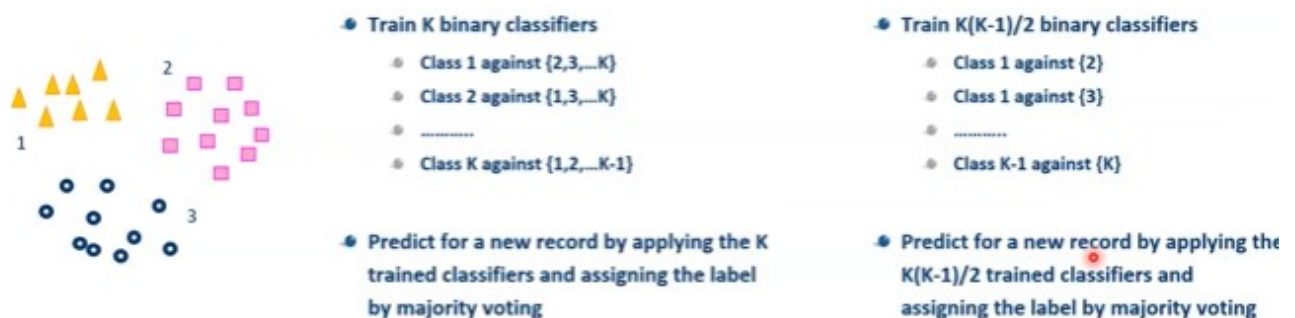 1
2
3
Train K binary classifiers
Class 1 against {2,3,...K}
Class 2 against {1,3,...K}
...........
Class K against {1,2,...K-1}
Predict for a new record by applying the K
trained classifiers and assigning the label
by majority voting
Train K(K-1)/2 binary classifiers
Class 1 against {2}
Class 1 against {3}
...........
Class K-1 against {K}
Predict for a new record by applying the
K(K-1)/2 trained classifiers and
assigning the label by majority voting